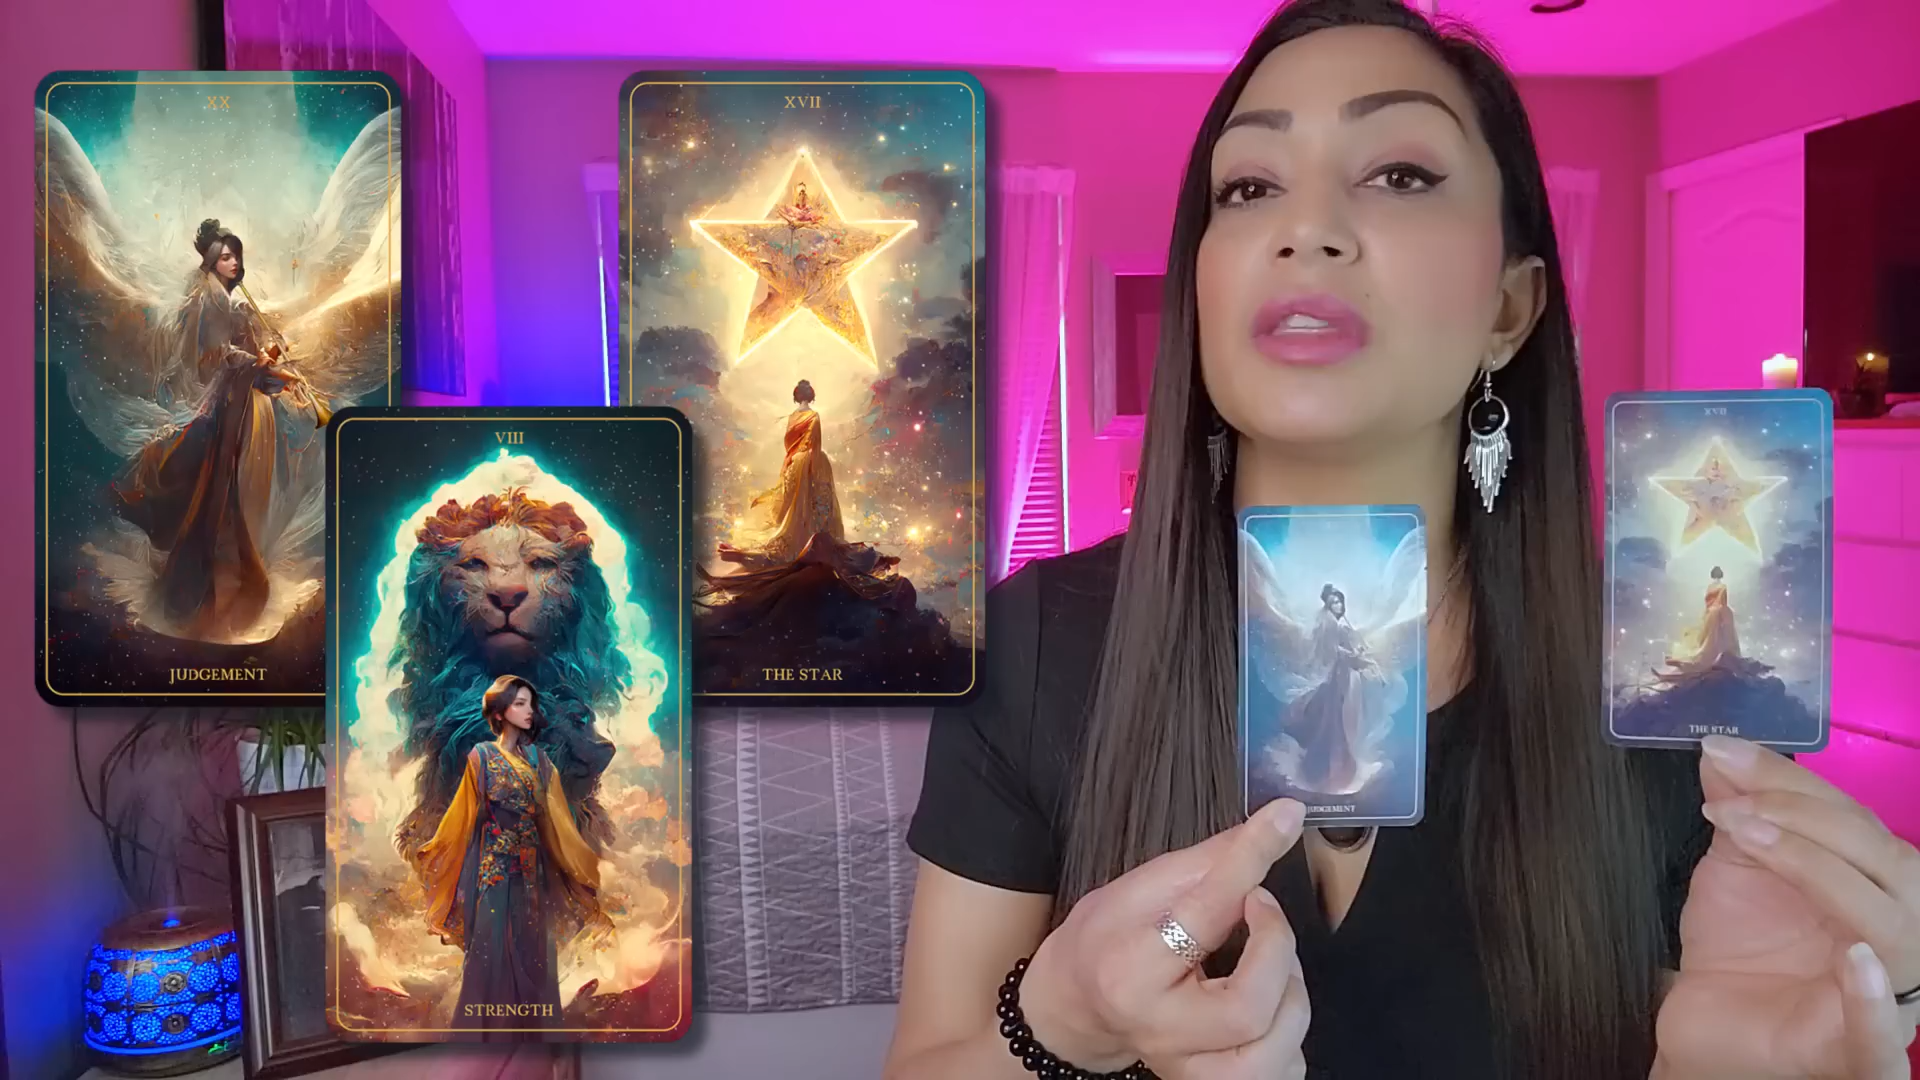 XX
JUDGEMENT
XVII
THE STAR
VIII
STRENGTH
JUDGEMENT
XVII
THE STAR